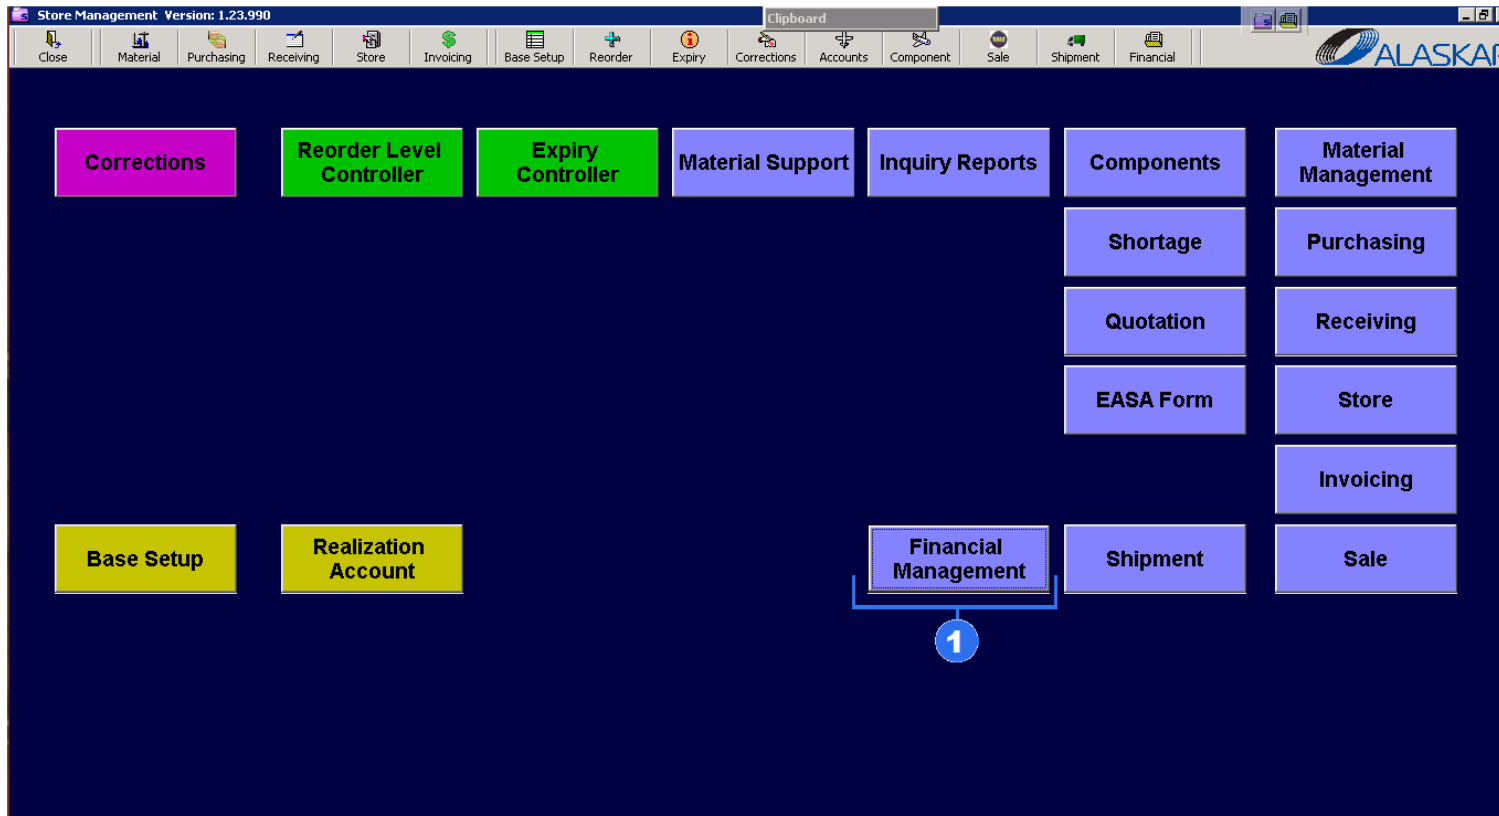 Store Management Version: 1.23.990
Clipboard
Close
Material
Purchasing
Receiving
Store
Invoicing
Base Setup
Reorder
Expiry
Corrections
Accounts
Component
Sale
Shipment
Financial
Corrections
Reorder Level
Controller
Expiry
Controller
Material Support
Inquiry Reports
Components
Material
Management
Shortage
Purchasing
Quotation
Receiving
EASA Form
Store
Invoicing
Base Setup
Realization
Account
Financial
Management
Shipment
Sale
1